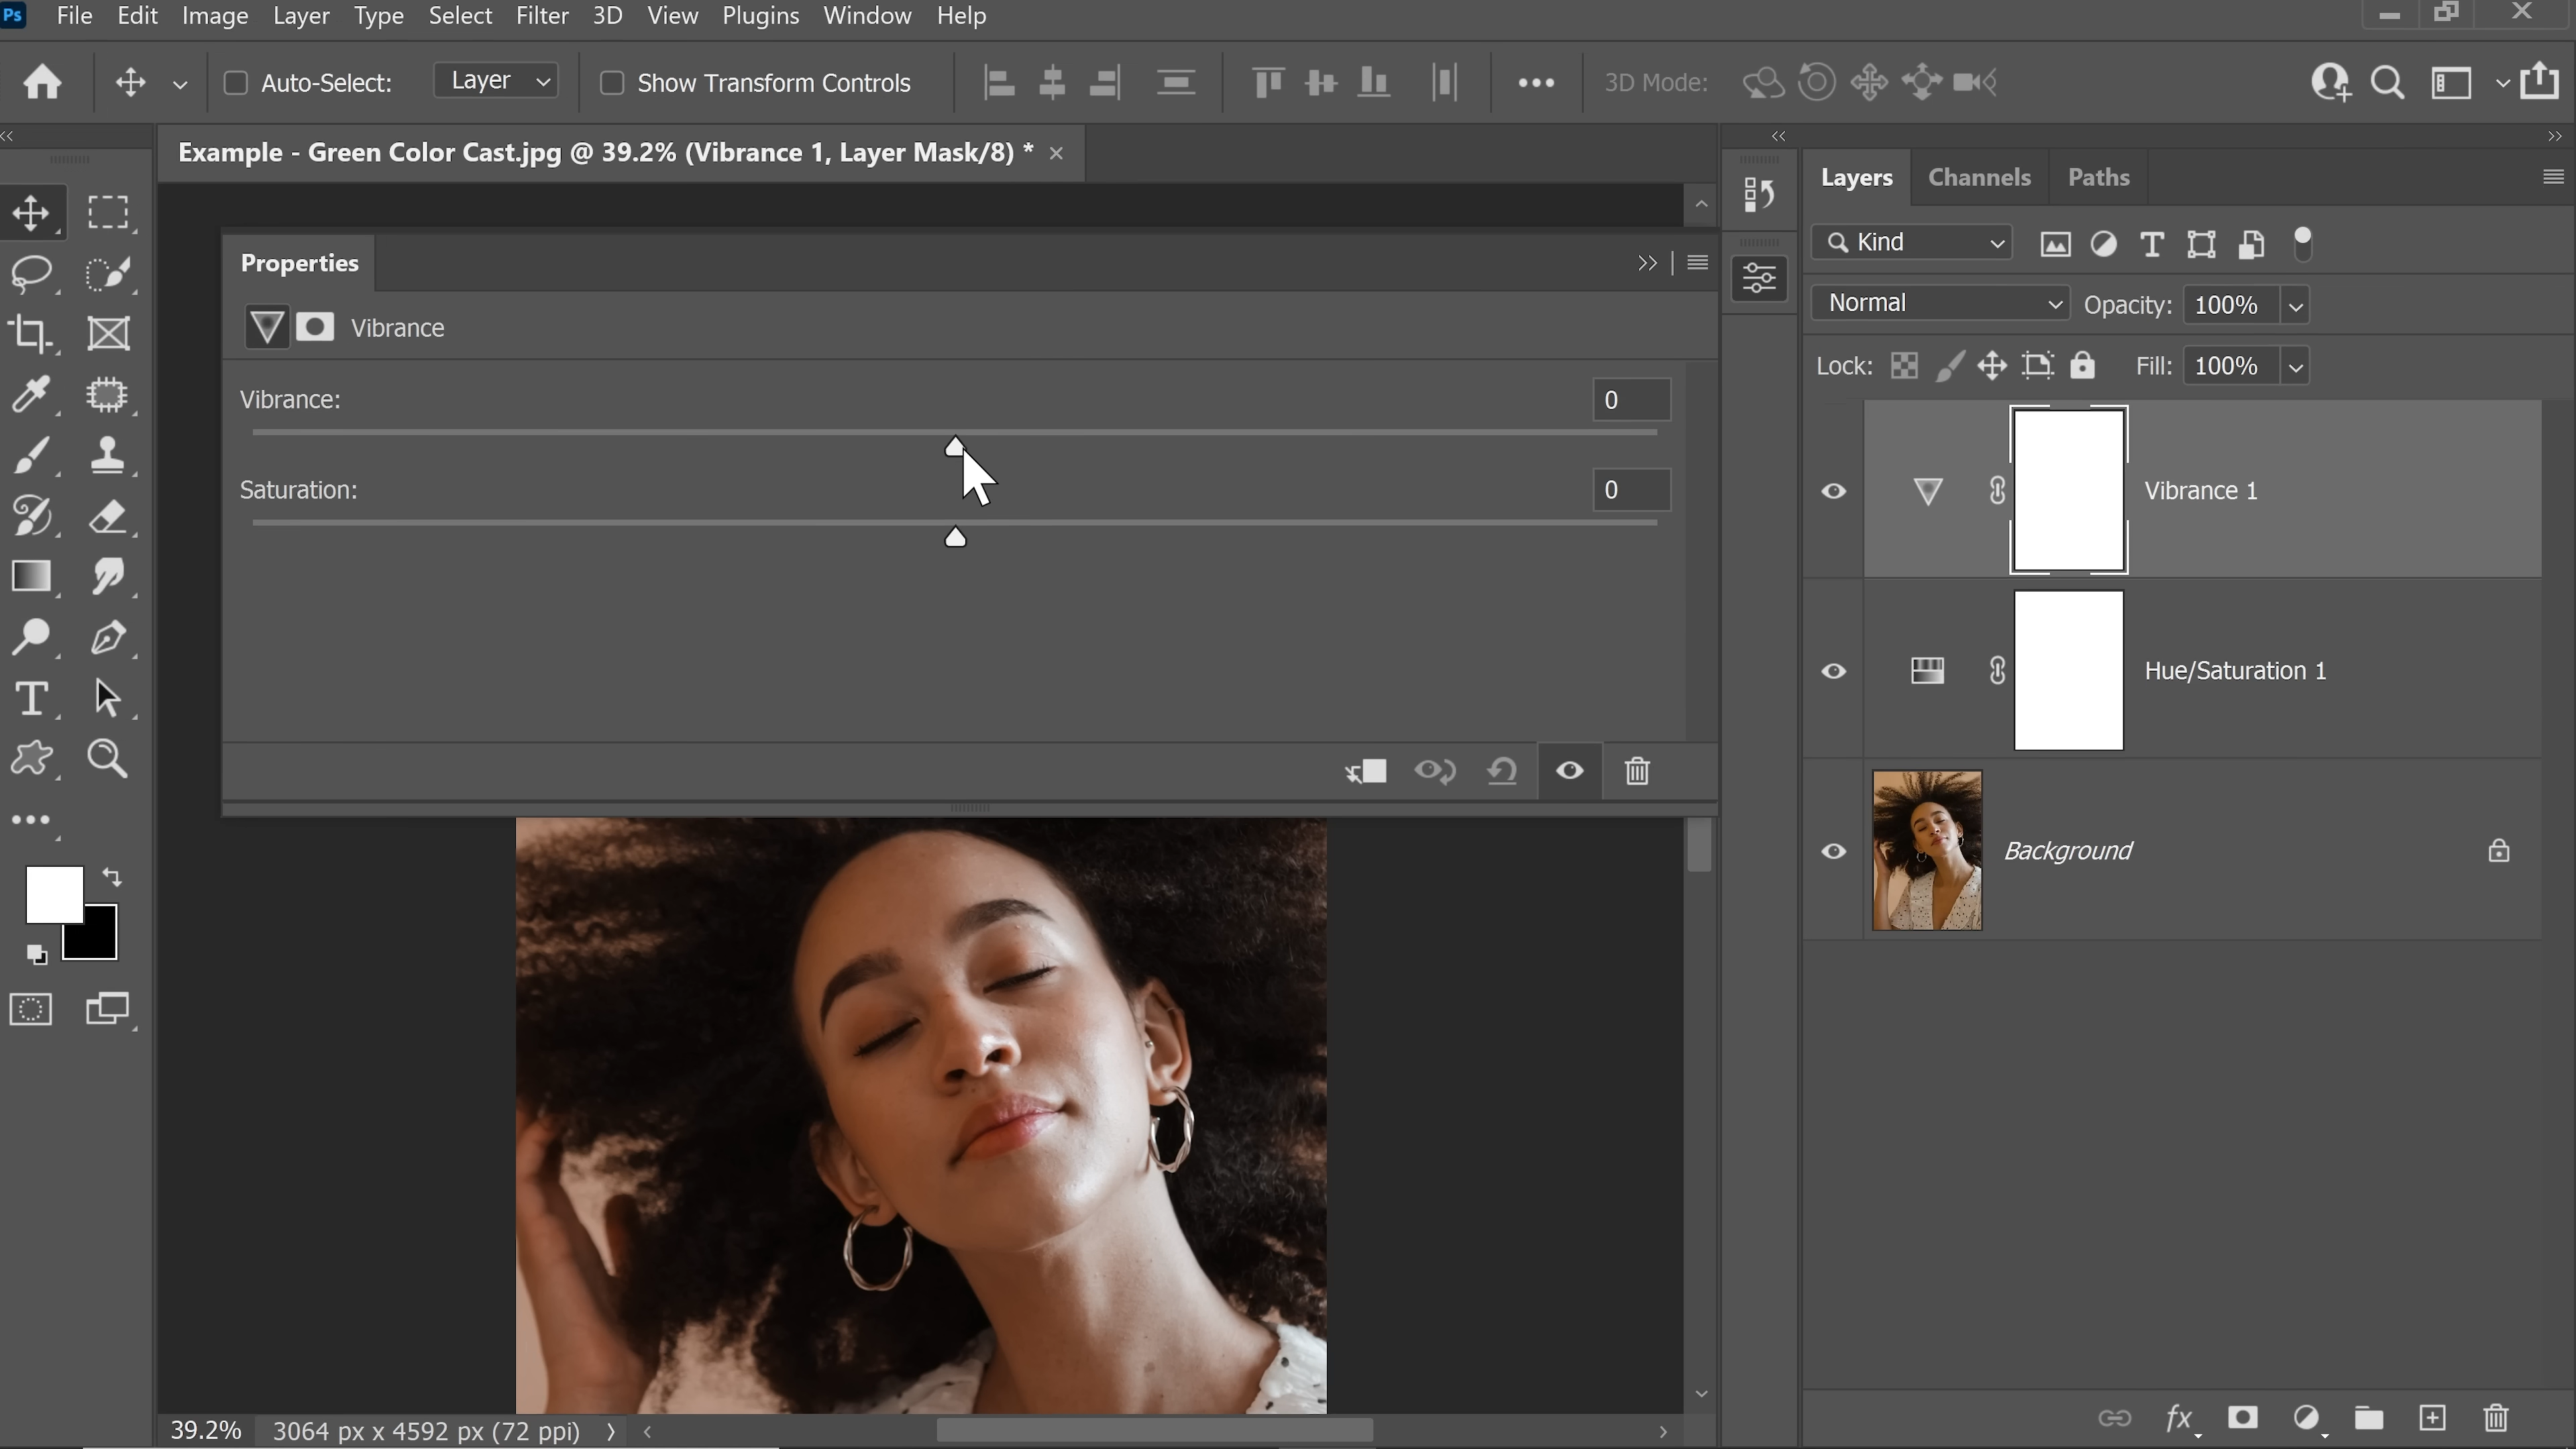 Ps File Edit Image Layer Type Select Filter 3D View Plugins Window Help
Auto-Select: Layer Show Transform Controls 3D Mode:
Example - Green Color Cast.jpg @ 39.2% (Vibrance 1, Layer Mask/8) *
Layers Channels Paths
Properties
Kind
Vibrance
Normal Opacity: 100%
Lock: Fill: 100%
Vibrance: 0
Saturation: 0
Vibrance 1
Hue/Saturation 1
Background
39.2% 3064 px x 4592 px (72 ppi)
fx